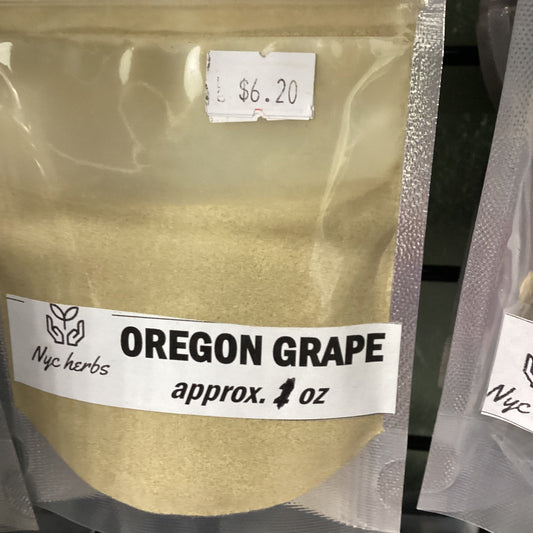 $6.20
OREGON GRAPE
Nyc herbs
approx. 1 oz
Nyc